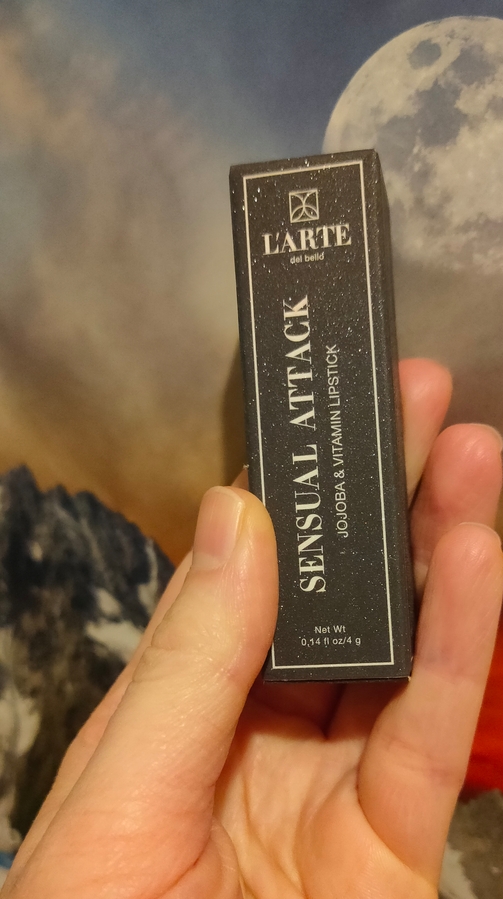 L'ARTE
del bello
SENSUAL ATTACK
JOJOBA & VITAMIN LIPSTICK
Net Wt
0,14 fl oz/4 g